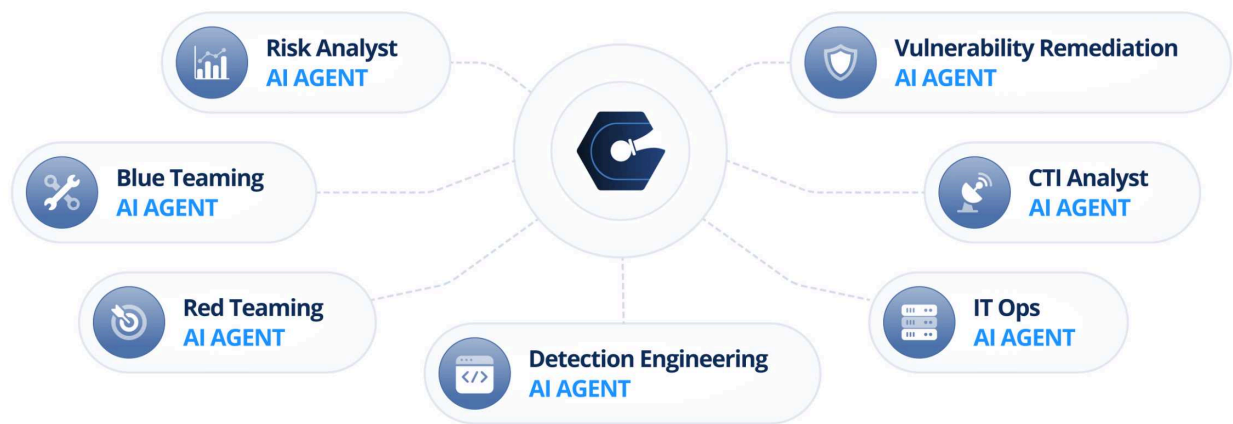 Risk Analyst
AI AGENT
Vulnerability Remediation
AI AGENT
Blue Teaming
AI AGENT
CTI Analyst
AI AGENT
Red Teaming
AI AGENT
IT Ops
AI AGENT
Detection Engineering
AI AGENT